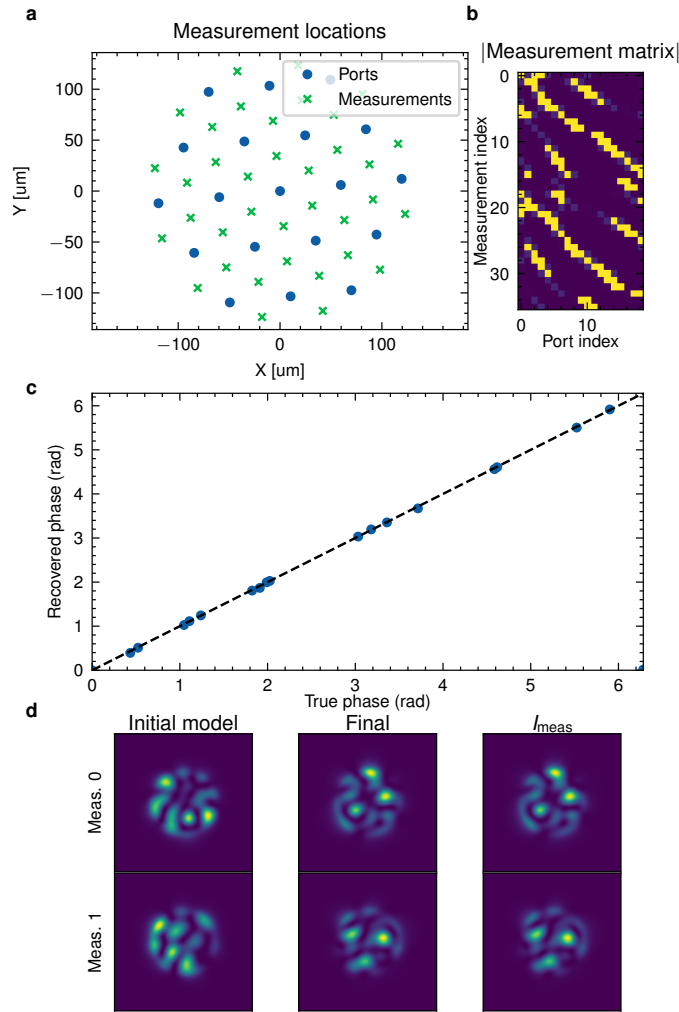 a
Measurement locations
Ports
Measurements
100
50
0
−50
−100
Y [um]
−100
0
100
X [um]
b
|Measurement matrix|
0
10
20
30
Measurement index
0
10
Port index
c
6
5
4
3
2
1
0
Recovered phase (rad)
0
1
2
3
4
5
6
True phase (rad)
d
Initial model
Final
I_meas
Meas. 0
Meas. 1